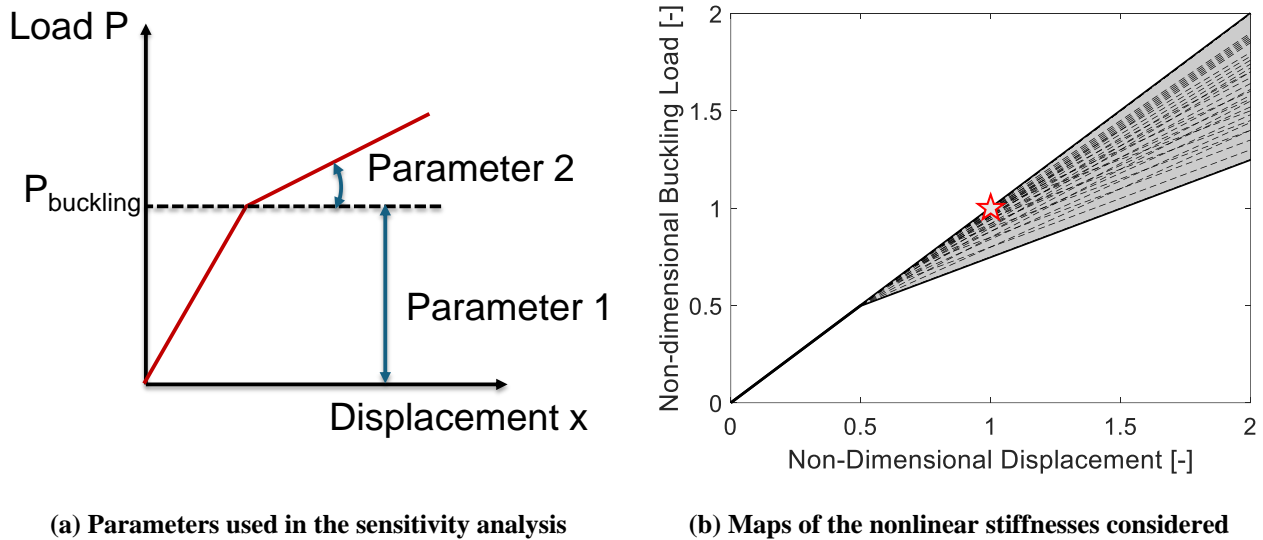 Load P
P_buckling
Parameter 2
Parameter 1
Displacement x
(a) Parameters used in the sensitivity analysis
Non-dimensional Buckling Load [-]
2
1.5
1
0.5
0
0
0.5
1
1.5
2
Non-Dimensional Displacement [-]
(b) Maps of the nonlinear stiffnesses considered